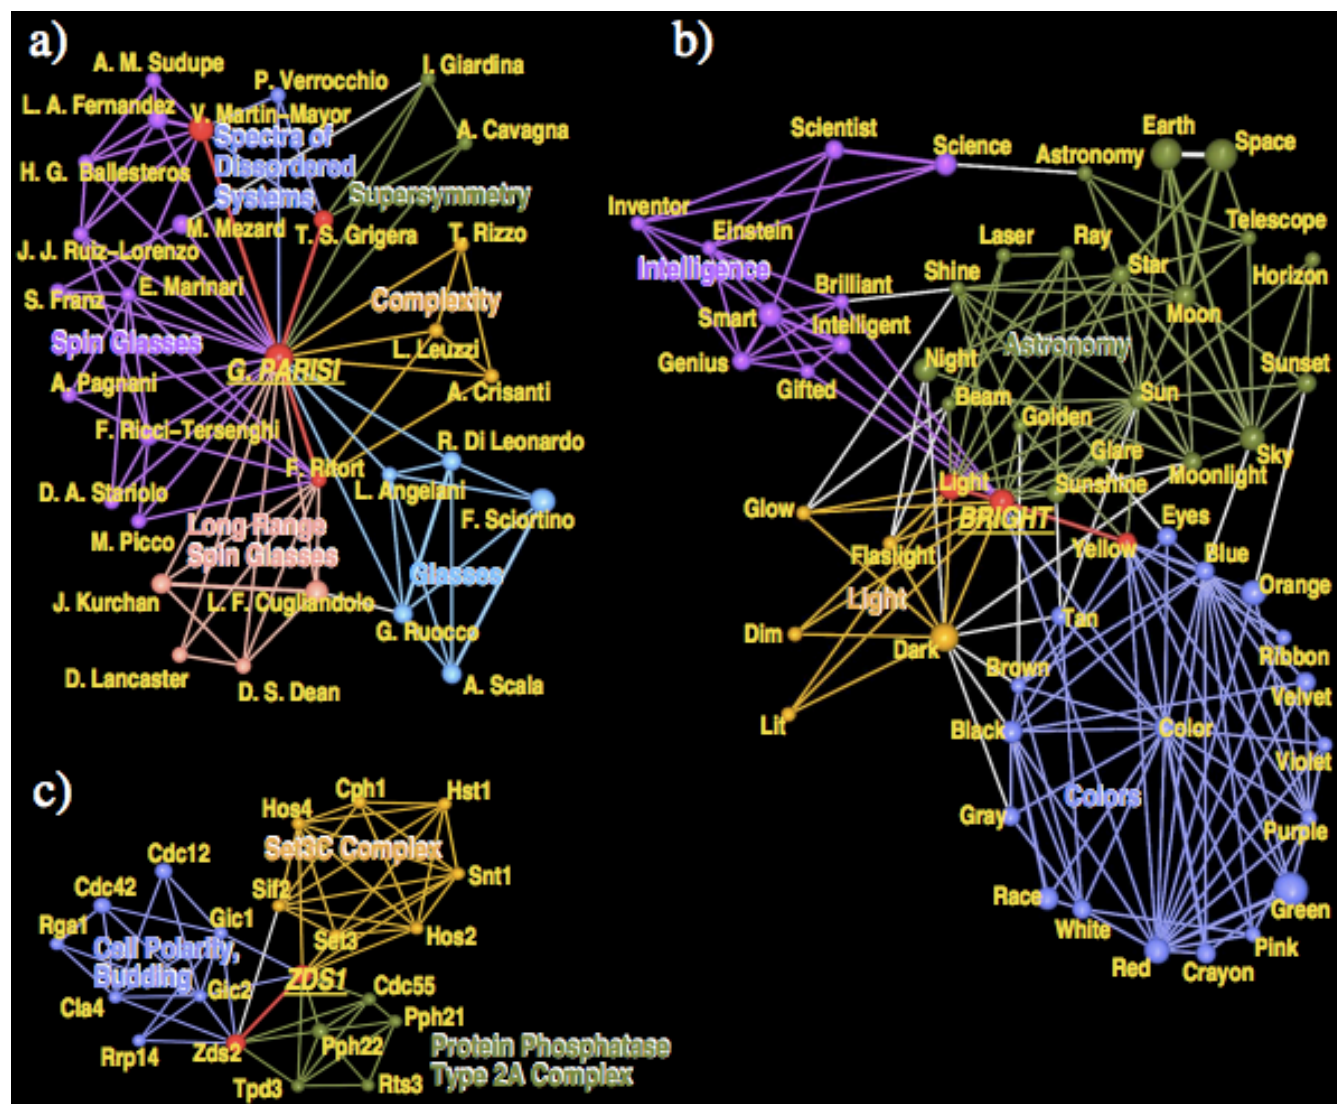 a)
A. M. Sudupe
P. Verrocchio
I. Giardina
L. A. Fernandez
V. Martin-Mayor
A. Cavagna
Spectra of
Dissordered
Systems
H. G. Ballesteros
Supersymmetry
M. Mezard
T. S. Grigera
T. Rizzo
J. J. Ruiz-Lorenzo
E. Marinari
S. Franz
Complexity
Spin Glasses
L. Leuzzi
G. PARISI
A. Pagnani
A. Crisanti
F. Ricci-Tersenghi
R. Di Leonardo
F. Ritort
L. Angelani
D. A. Stariolo
F. Sciortino
M. Picco
Long Range
Spin Glasses
Glasses
J. Kurchan
L. F. Cugliandolo
G. Ruocco
D. Lancaster
D. S. Dean
A. Scala
b)
Scientist
Science
Earth
Space
Astronomy
Inventor
Einstein
Telescope
Laser
Ray
Star
Horizon
Intelligence
Shine
Brilliant
Moon
Smart
Intelligent
Astronomy
Genius
Night
Sunset
Gifted
Beam
Sun
Golden
Glare
Sky
Light
Sunshine
Moonlight
Glow
BRIGHT
Eyes
Flaslight
Yellow
Blue
Orange
Light
Tan
Dim
Dark
Brown
Ribbon
Velvet
Lit
Black
Color
Violet
Colors
Gray
Purple
Race
White
Green
Red
Crayon
Pink
c)
Cph1
Hst1
Hos4
Set3C Complex
Cdc12
Cdc42
Sif2
Snt1
Rga1
Gic1
Set3
Hos2
Cell Polarity,
Budding
ZDS1
Cla4
Gic2
Cdc55
Pph21
Rrp14
Zds2
Pph22
Protein Phosphatase
Type 2A Complex
Tpd3
Rts3